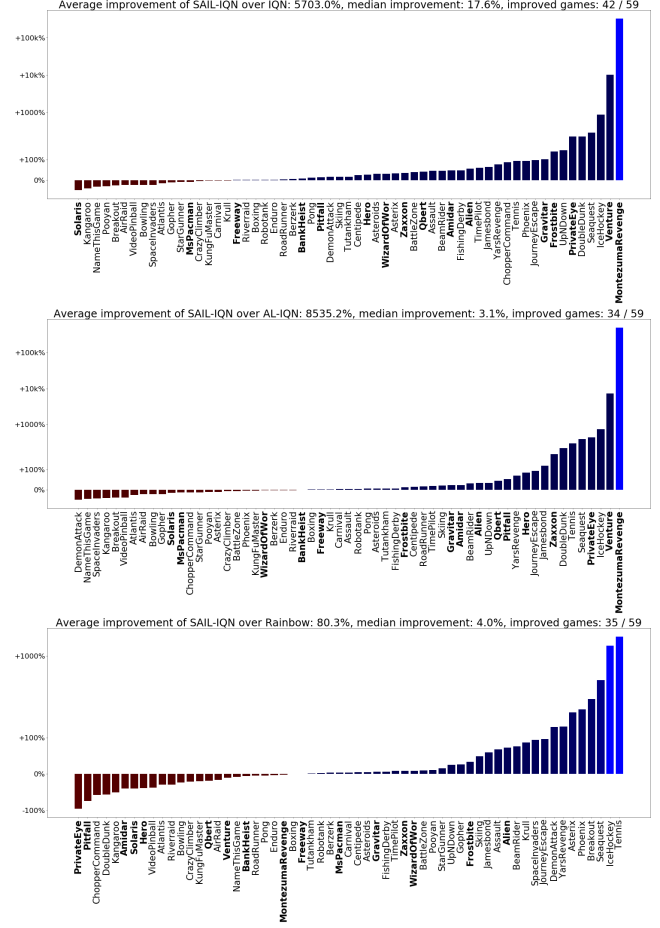 Average improvement of SAIL-IQN over IQN: 5703.0%, median improvement: 17.6%, improved games: 42 / 59
+100k%
+10k%
+1000%
+100%
0%
Solaris
Kangaroo
NameThisGame
Pooyan
Breakout
AirRaid
VideoPinball
Bowling
SpaceInvaders
Atlantis
Gopher
StarGunner
MsPacman
CrazyClimber
KungFuMaster
Carnival
Krull
Freeway
Riverraid
Boxing
Robotank
Enduro
RoadRunner
Berzerk
BankHeist
Pong
Pitfall
DemonAttack
Skiing
Tutankham
Centipede
Hero
Asteroids
WizardOfWor
Asterix
Zaxxon
BattleZone
Qbert
Assault
BeamRider
Amidar
FishingDerby
Alien
TimePilot
Jamesbond
YarsRevenge
ChopperCommand
Tennis
Phoenix
JourneyEscape
Gravitar
Frostbite
UpNDown
PrivateEye
DoubleDunk
Seaquest
IceHockey
Venture
MontezumaRevenge
Average improvement of SAIL-IQN over AL-IQN: 8535.2%, median improvement: 3.1%, improved games: 34 / 59
+100k%
+10k%
+1000%
+100%
0%
DemonAttack
NameThisGame
SpaceInvaders
Kangaroo
Breakout
VideoPinball
Atlantis
AirRaid
Bowling
Gopher
Solaris
MsPacman
ChopperCommand
StarGunner
Pooyan
Asterix
CrazyClimber
BattleZone
Phoenix
KungFuMaster
WizardOfWor
Berzerk
Enduro
Riverraid
BankHeist
Boxing
Freeway
Krull
Carnival
Assault
Robotank
Pong
Asteroids
Tutankham
FishingDerby
Frostbite
Centipede
RoadRunner
TimePilot
Skiing
Gravitar
Amidar
BeamRider
Alien
UpNDown
Qbert
Pitfall
YarsRevenge
Hero
JourneyEscape
Jamesbond
Zaxxon
DoubleDunk
Tennis
Seaquest
PrivateEye
IceHockey
Venture
MontezumaRevenge
Average improvement of SAIL-IQN over Rainbow: 80.3%, median improvement: 4.0%, improved games: 35 / 59
+1000%
+100%
0%
-100%
PrivateEye
Pitfall
ChopperCommand
DoubleDunk
Kangaroo
Amidar
Solaris
Hero
VideoPinball
Atlantis
Riverraid
Bowling
CrazyClimber
KungFuMaster
Qbert
AirRaid
Venture
NameThisGame
BankHeist
RoadRunner
Pong
Enduro
MontezumaRevenge
Boxing
Freeway
Tutankham
Robotank
Berzerk
MsPacman
Carnival
Centipede
Asteroids
Gravitar
FishingDerby
TimePilot
Zaxxon
WizardOfWor
BattleZone
Pooyan
StarGunner
UpNDown
Gopher
Frostbite
Skiing
Jamesbond
Assault
Alien
BeamRider
Krull
SpaceInvaders
JourneyEscape
DemonAttack
YarsRevenge
Asterix
Phoenix
Breakout
Seaquest
IceHockey
Tennis